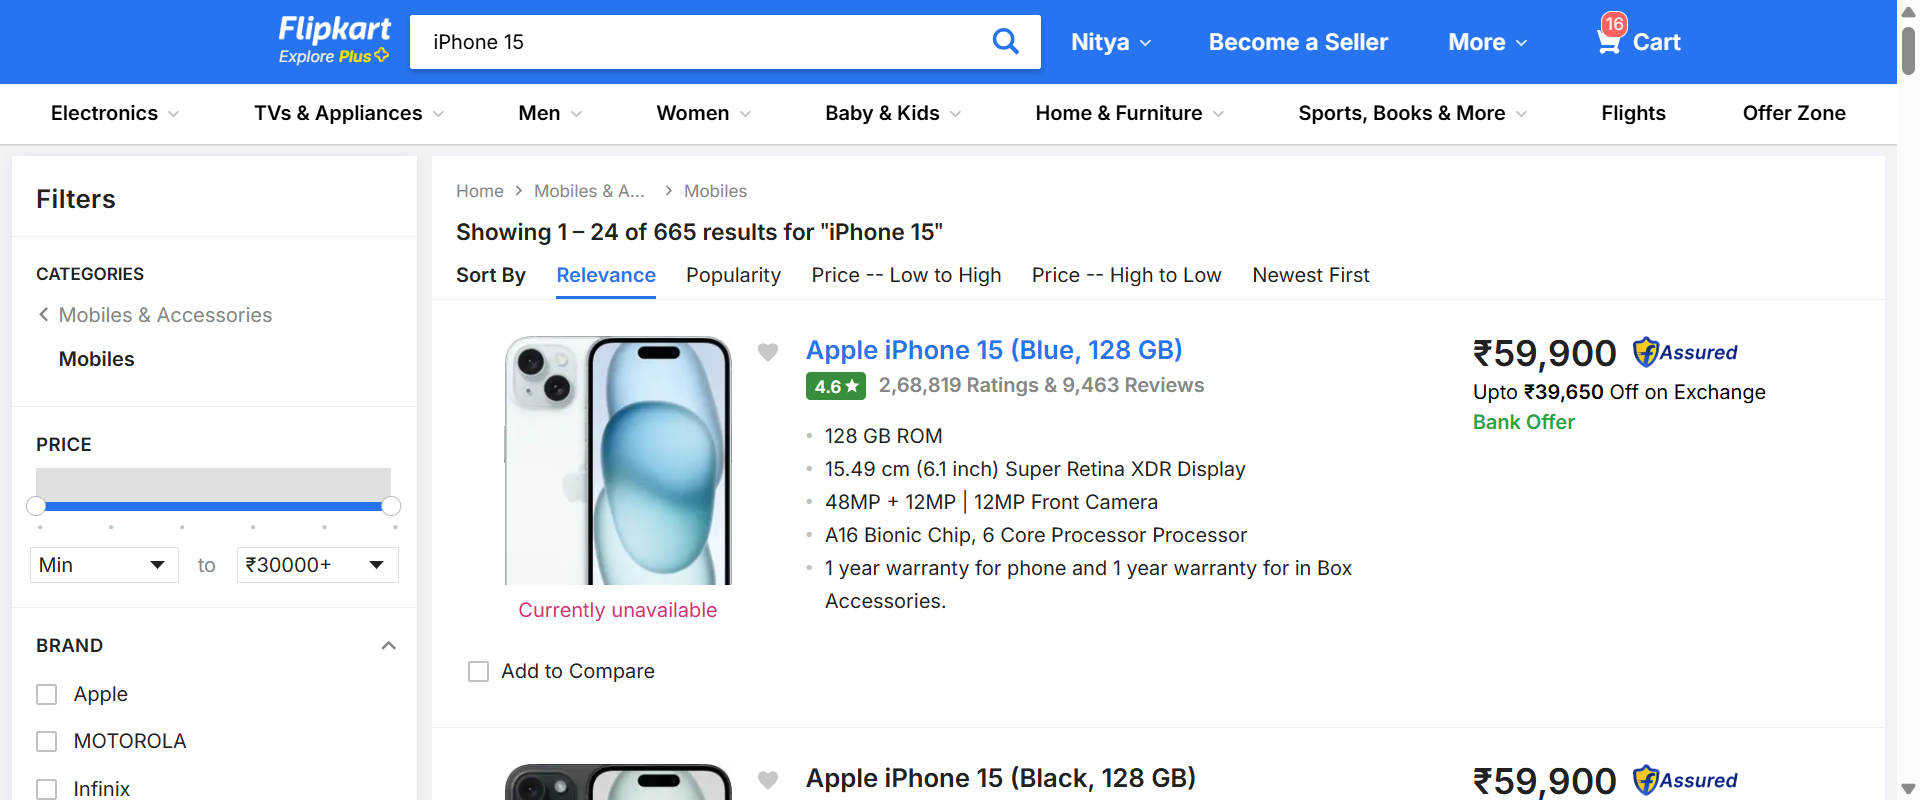 Flipkart
Explore Plus
iPhone 15
Nitya
Become a Seller
More
16
Cart
Electronics
TVs & Appliances
Men
Women
Baby & Kids
Home & Furniture
Sports, Books & More
Flights
Offer Zone
Filters
CATEGORIES
Mobiles & Accessories
Mobiles
PRICE
Min
to
₹30000+
BRAND
Apple
MOTOROLA
Infinix
Home
Mobiles & A...
Mobiles
Showing 1 – 24 of 665 results for "iPhone 15"
Sort By
Relevance
Popularity
Price -- Low to High
Price -- High to Low
Newest First
Currently unavailable
Add to Compare
Apple iPhone 15 (Blue, 128 GB)
4.6★
2,68,819 Ratings & 9,463 Reviews
128 GB ROM
15.49 cm (6.1 inch) Super Retina XDR Display
48MP + 12MP | 12MP Front Camera
A16 Bionic Chip, 6 Core Processor Processor
1 year warranty for phone and 1 year warranty for in Box
Accessories.
₹59,900
f Assured
Upto ₹39,650 Off on Exchange
Bank Offer
Apple iPhone 15 (Black, 128 GB)
₹59,900
f Assured